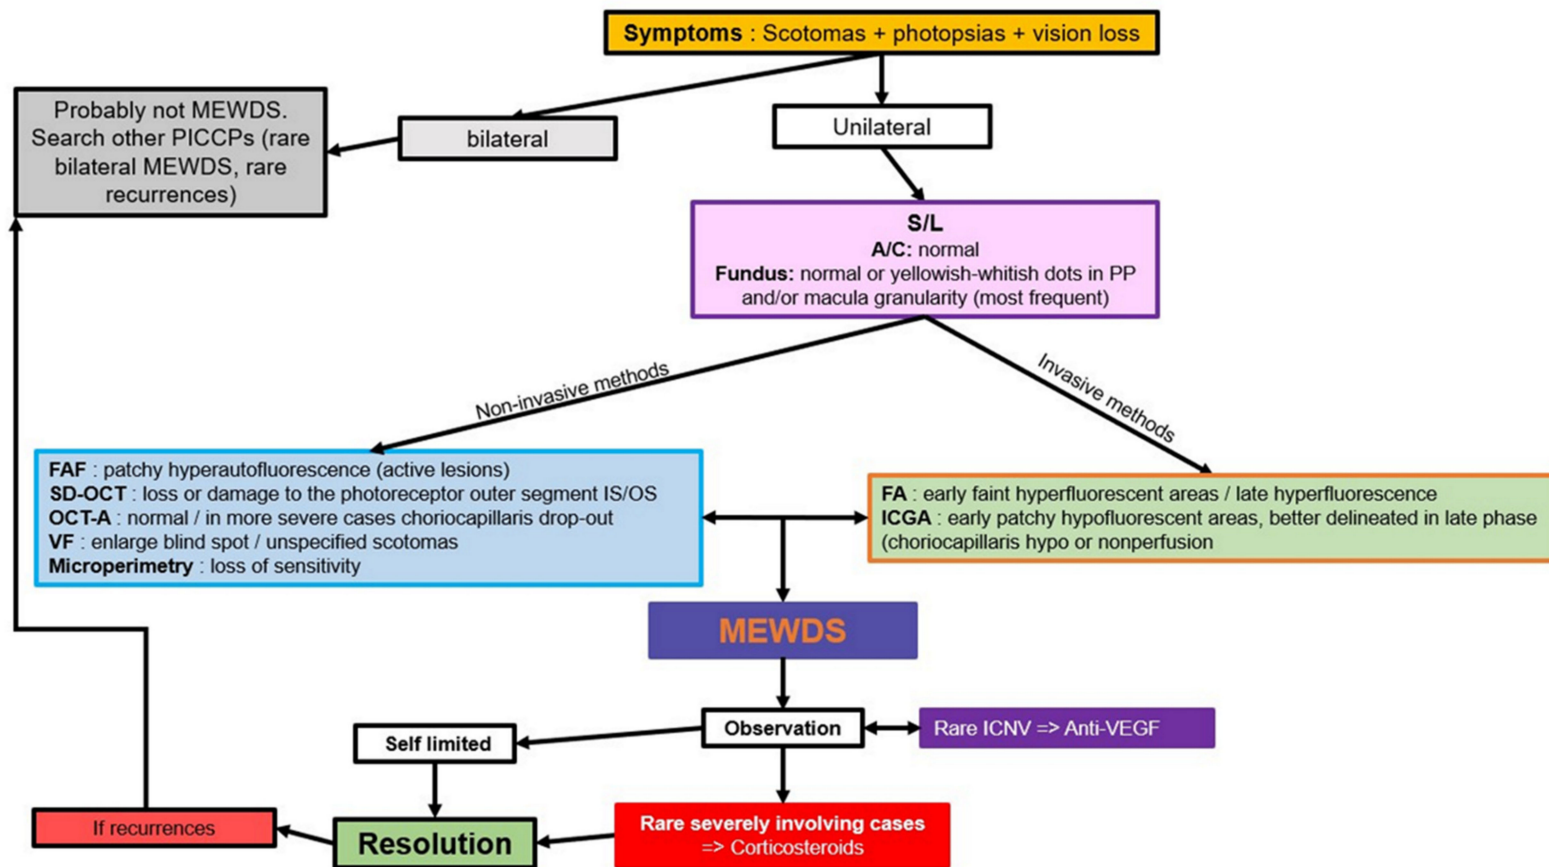 Symptoms : Scotomas + photopsias + vision loss
Probably not MEWDS.
Search other PICCPs (rare
bilateral MEWDS, rare
recurrences)
bilateral
Unilateral
S/L
A/C: normal
Fundus: normal or yellowish-whitish dots in PP
and/or macula granularity (most frequent)
Non-invasive methods
Invasive methods
FAF : patchy hyperautofluorescence (active lesions)
SD-OCT : loss or damage to the photoreceptor outer segment IS/OS
OCT-A : normal / in more severe cases choriocapillaris drop-out
VF : enlarge blind spot / unspecified scotomas
Microperimetry : loss of sensitivity
FA : early faint hyperfluorescent areas / late hyperfluorescence
ICGA : early patchy hypofluorescent areas, better delineated in late phase
(choriocapillaris hypo or nonperfusion
MEWDS
Observation
Rare ICNV => Anti-VEGF
Self limited
If recurrences
Resolution
Rare severely involving cases
=> Corticosteroids